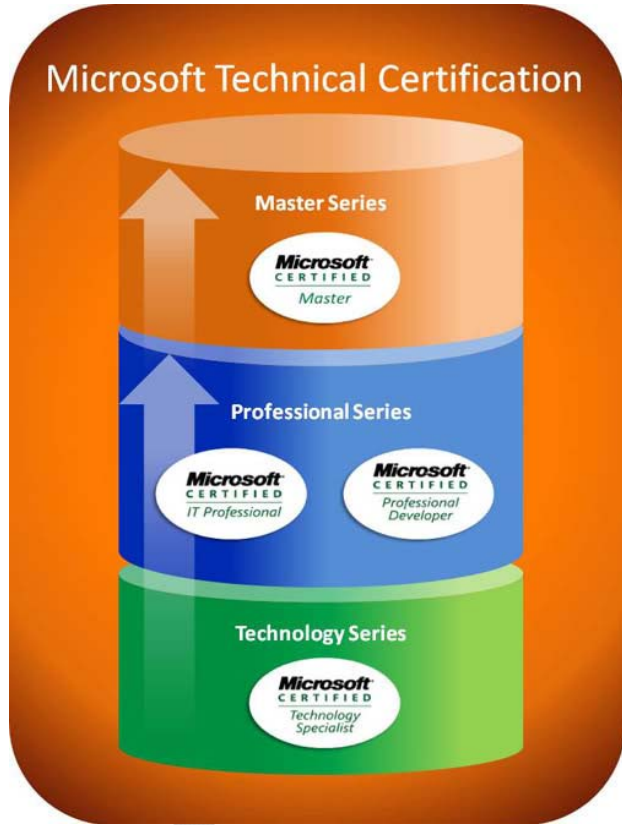 Microsoft Technical Certification
Master Series
Microsoft
CERTIFIED
Master
Professional Series
Microsoft
CERTIFIED
IT Professional
Microsoft
CERTIFIED
Professional
Developer
Technology Series
Microsoft
CERTIFIED
Technology
Specialist